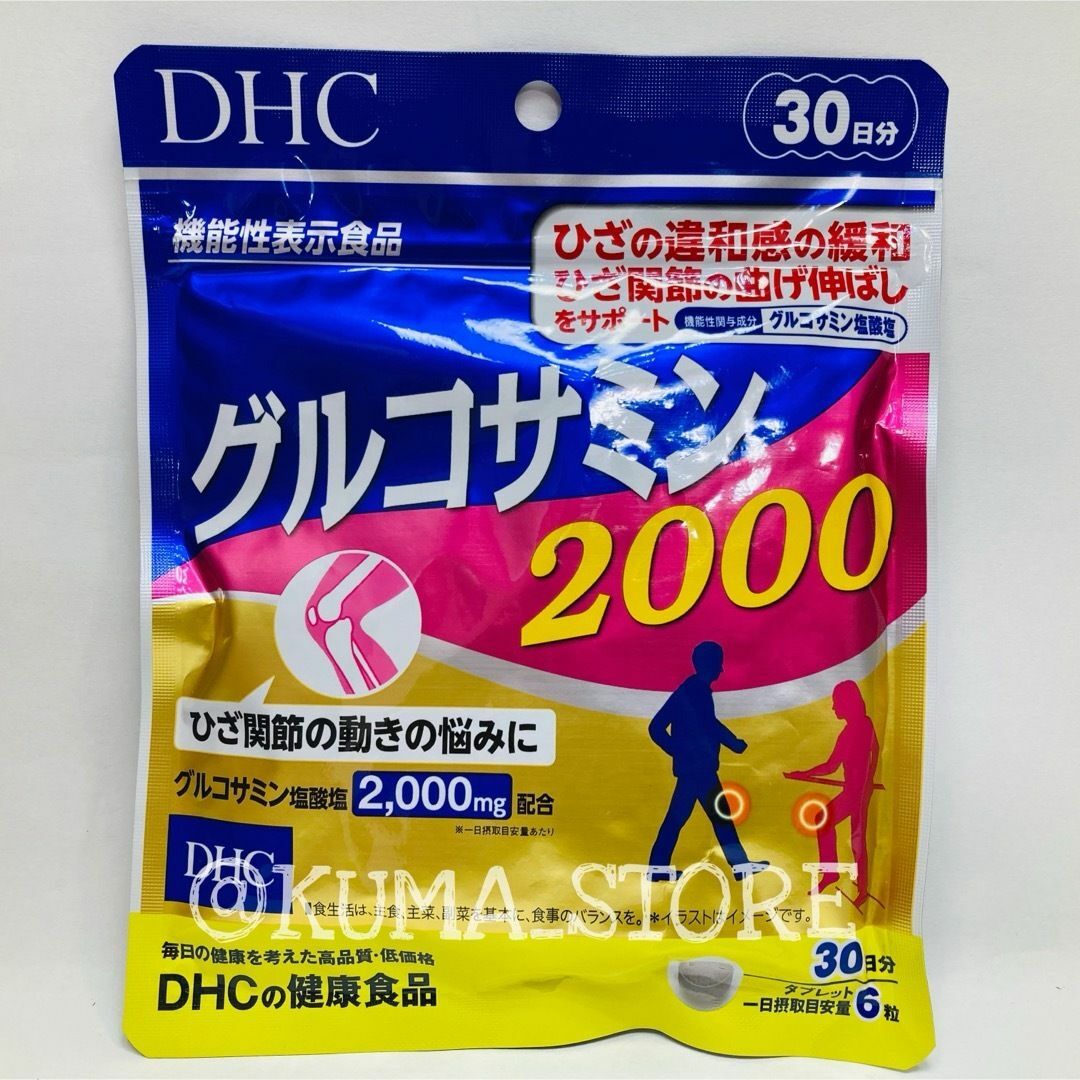 DHC
30日分
機能性表示食品
ひざの違和感の緩和
ひざ関節の曲げ伸ばし
をサポート 機能性関与成分 グルコサミン塩酸塩
グルコサミン
2000
ひざ関節の動きの悩みに
グルコサミン塩酸塩 2,000mg 配合
※一日摂取目安量あたり
DHC
@KUMA_STORE
食生活は、主食、主菜、副菜を基本に、食事のバランスを。＊イラストはイメージです。
毎日の健康を考えた高品質・低価格
DHCの健康食品
30日分
タブレット
一日摂取目安量 6粒